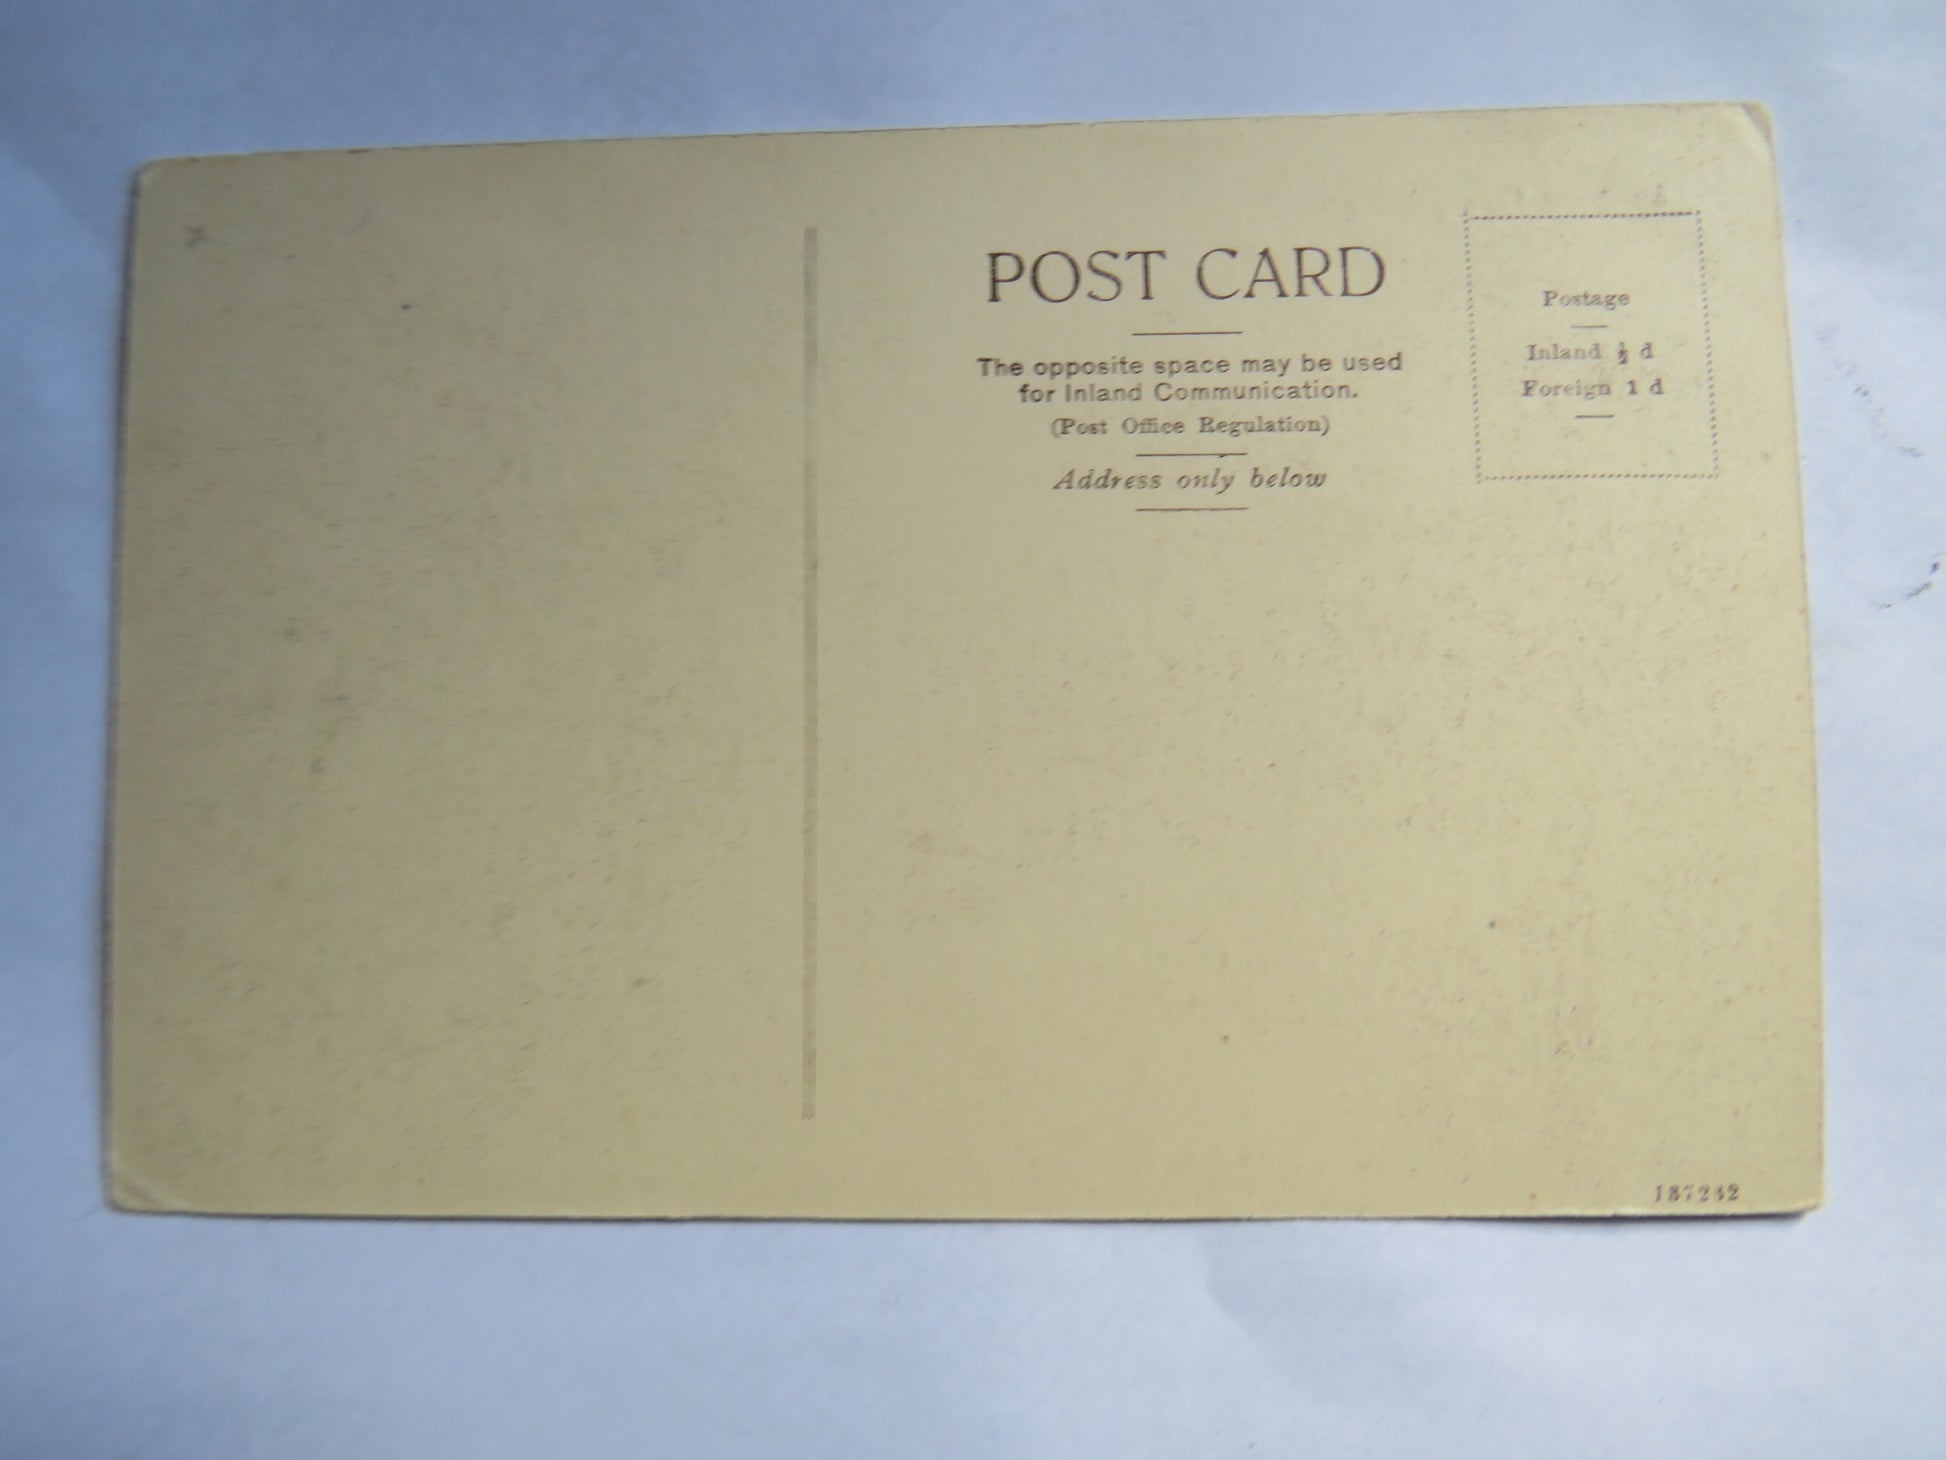 POST CARD
The opposite space may be used
for Inland Communication.
(Post Office Regulation)
Address only below
Postage
Inland ½ d
Foreign 1 d